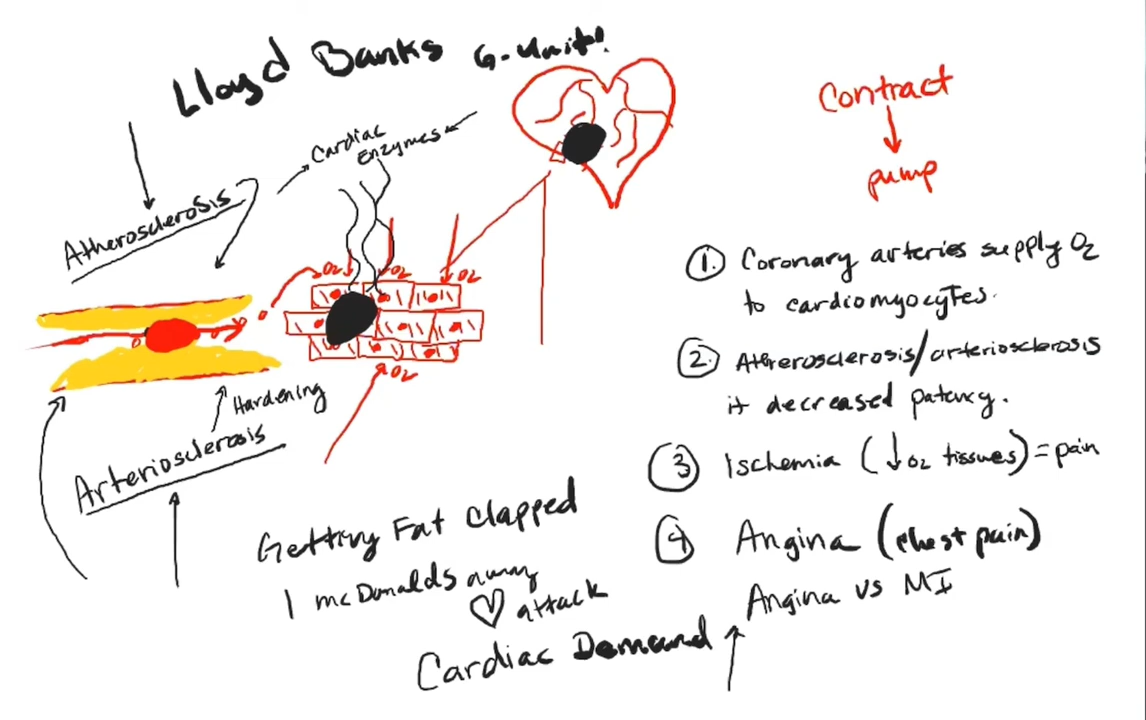 Lloyd Banks G-Unit!
Cardiac
Enzymes
Atherosclerosis
O2
O2
O2
O2
Hardening
Arteriosclerosis
Getting Fat Clapped
1 McDonalds away
attack
Cardiac Demand
Contract
pump
1. Coronary arteries supply O2
to cardiomyocytes.
2. Athrerosclerosis/arteriosclerosis
it decreased patency.
3 Ischemia (↓O2 tissues) = pain
4 Angina (chest pain)
Angina vs MI